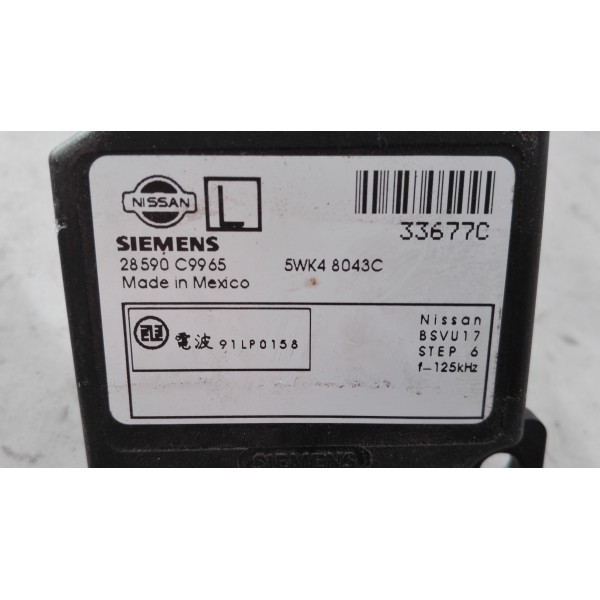 NISSAN L
33677C
SIEMENS
28590 C9965 5WK4 8043C
Made in Mexico
電波 91LP0158
Nissan
BSVU17
STEP 6
f-125kHz
SIEMENS